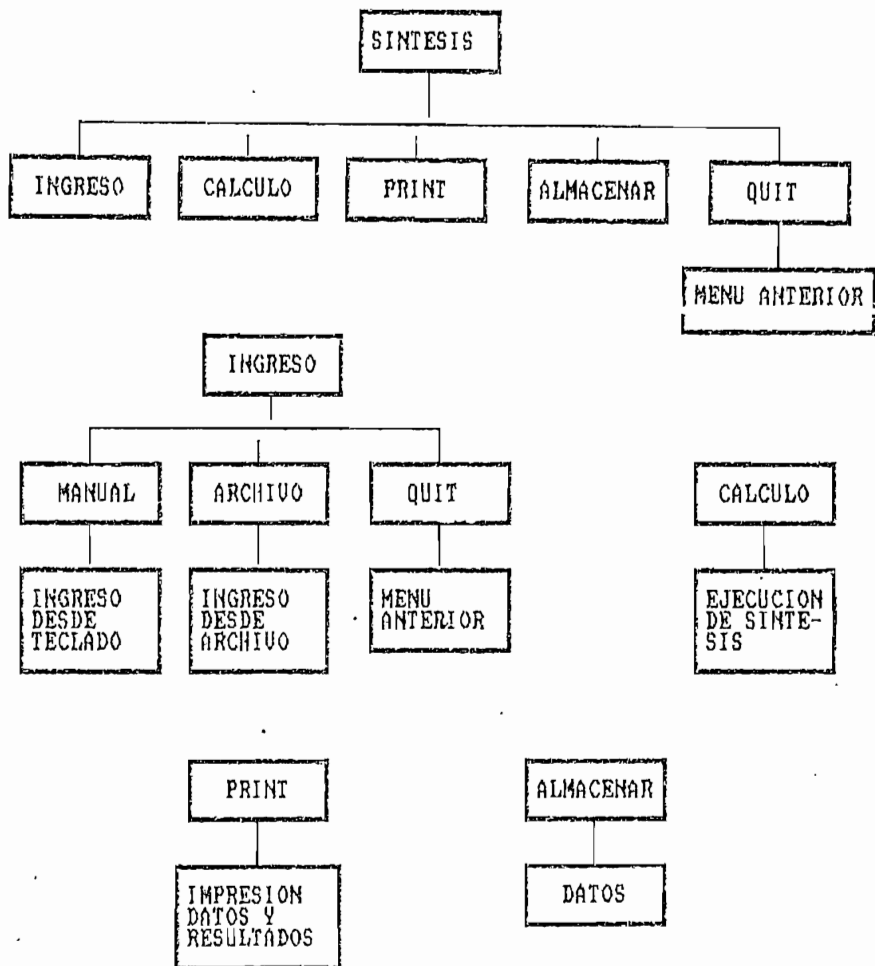 SINTESIS
INGRESO
CALCULO
PRINT
ALMACENAR
QUIT
MENU ANTERIOR
INGRESO
MANUAL
ARCHIVO
QUIT
CALCULO
INGRESO
DESDE
TECLADO
INGRESO
DESDE
ARCHIVO
MENU
ANTERIOR
EJECUCION
DE SINTE-
SIS
PRINT
ALMACENAR
IMPRESION
DATOS Y
RESULTADOS
DATOS